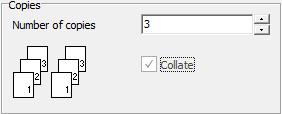 Copies
Number of copies 3
3 3
2 2
1 1
Collate